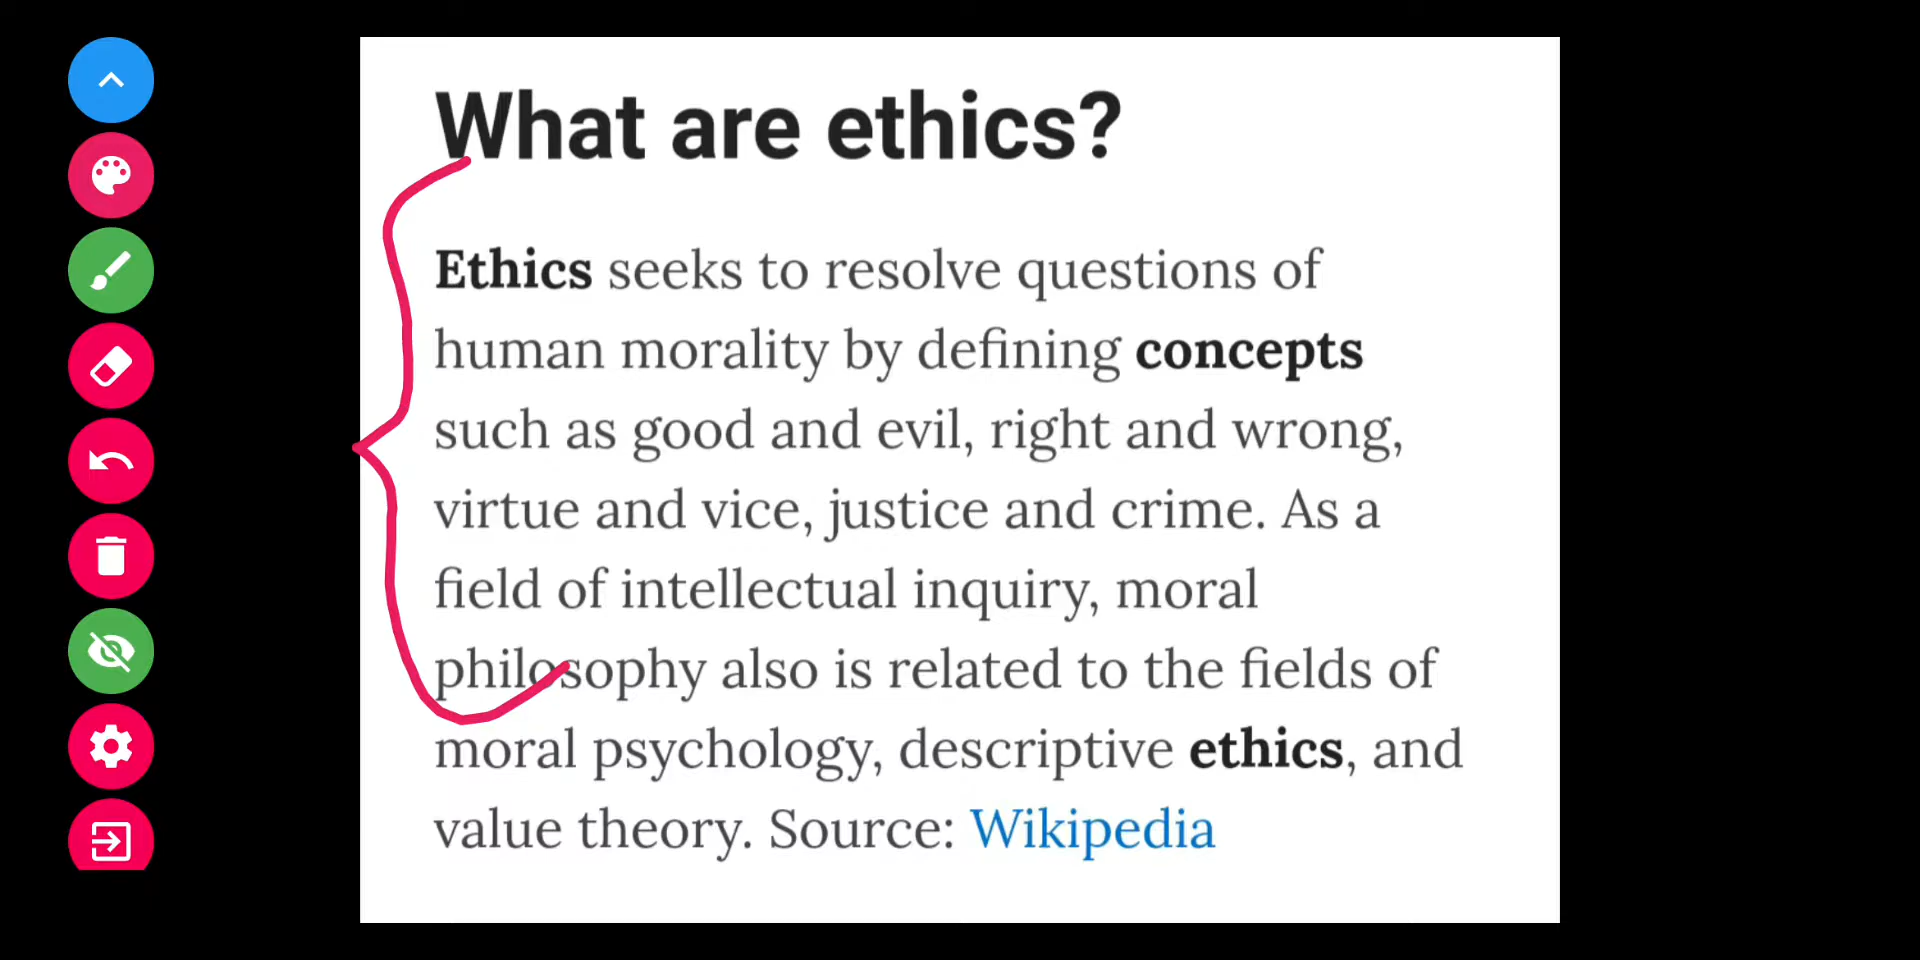 What are ethics?
Ethics seeks to resolve questions of
human morality by defining concepts
such as good and evil, right and wrong,
virtue and vice, justice and crime. As a
field of intellectual inquiry, moral
philosophy also is related to the fields of
moral psychology, descriptive ethics, and
value theory. Source: Wikipedia